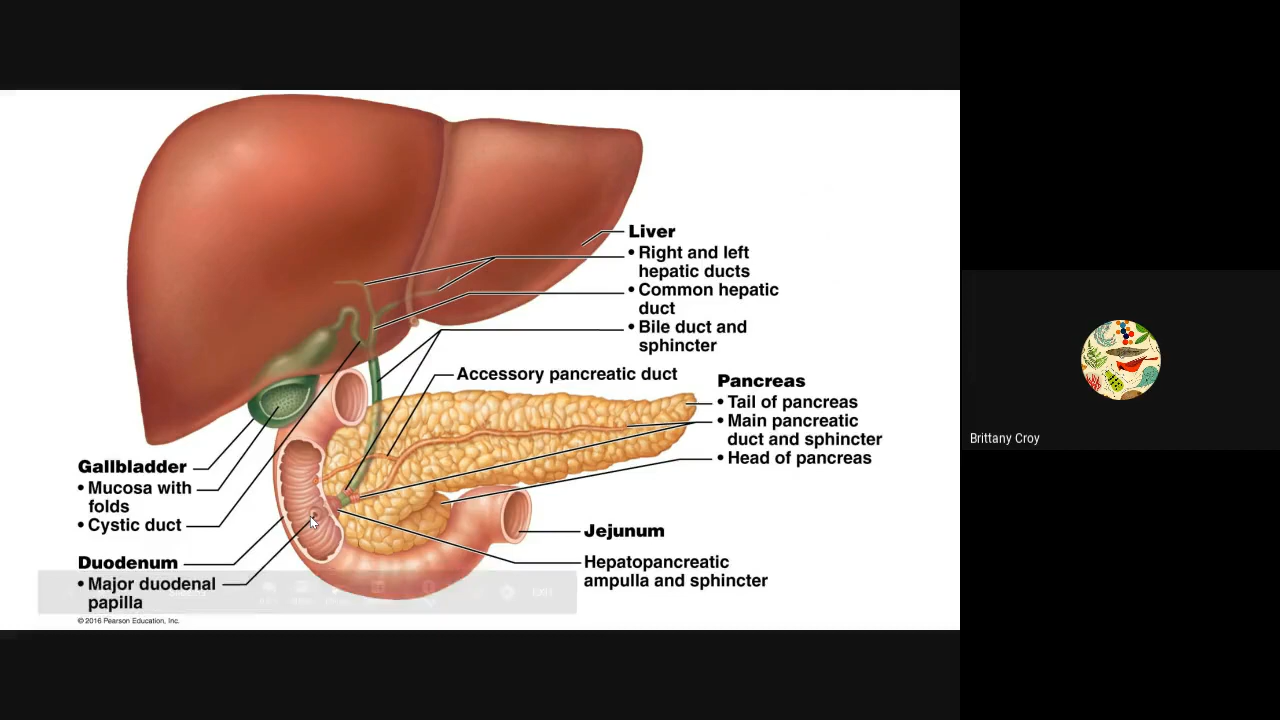 Liver
• Right and left
hepatic ducts
• Common hepatic
duct
• Bile duct and
sphincter
Accessory pancreatic duct
Pancreas
• Tail of pancreas
• Main pancreatic
duct and sphincter
• Head of pancreas
Gallbladder
• Mucosa with
folds
• Cystic duct
Duodenum
• Major duodenal
papilla
Jejunum
Hepatopancreatic
ampulla and sphincter
© 2016 Pearson Education, Inc.
EXIT
Brittany Croy